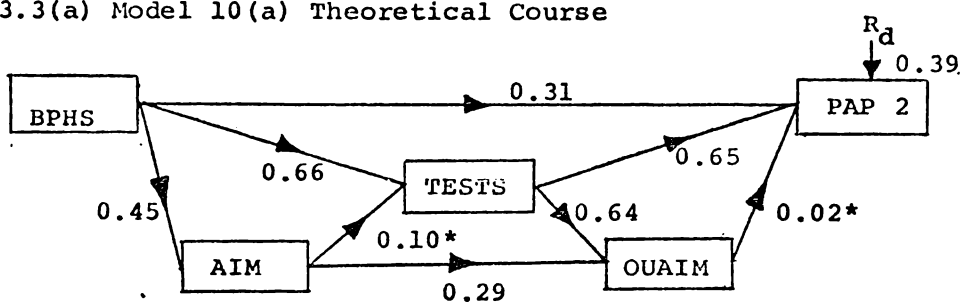 3.3(a) Model 10(a) Theoretical Course
R_d
0.39
BPHS
0.31
PAP 2
0.66
TESTS
0.65
0.45
0.10*
0.64
0.02*
AIM
OUAIM
0.29